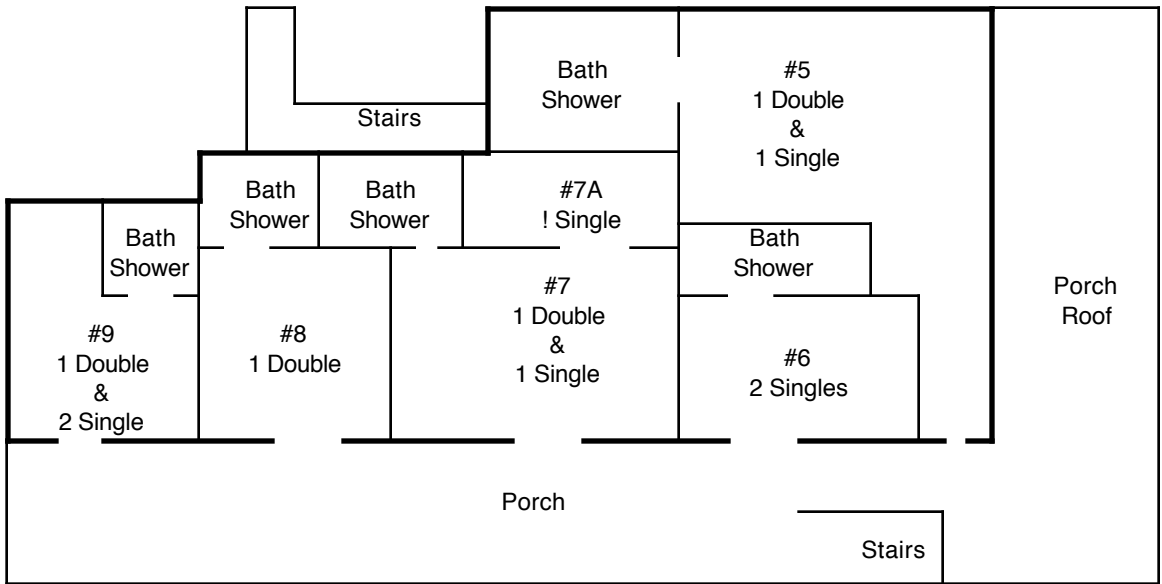 Bath
Shower
#5
1 Double
&
1 Single
Stairs
Bath
Shower
Bath
Shower
#7A
! Single
Bath
Shower
Bath
Shower
#7
1 Double
&
1 Single
Porch
Roof
#9
1 Double
&
2 Single
#8
1 Double
#6
2 Singles
Porch
Stairs